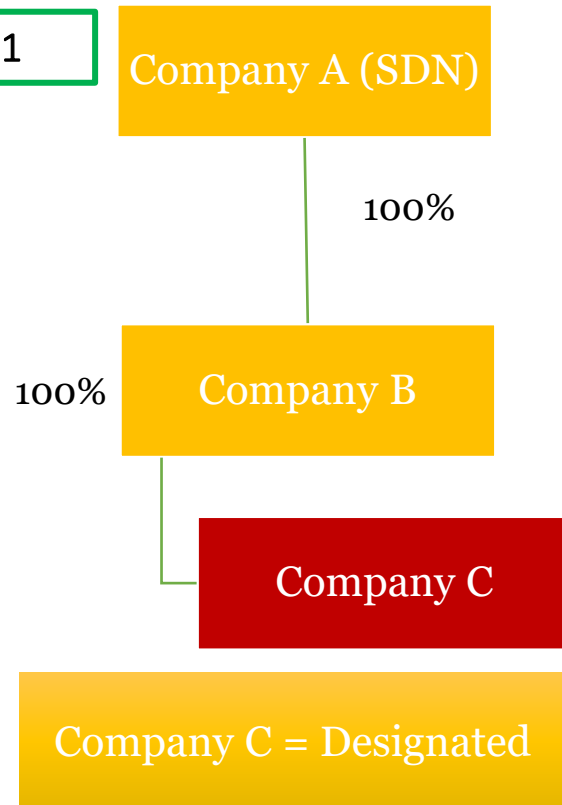 1
Company A (SDN)
100%
100%
Company B
Company C
Company C = Designated